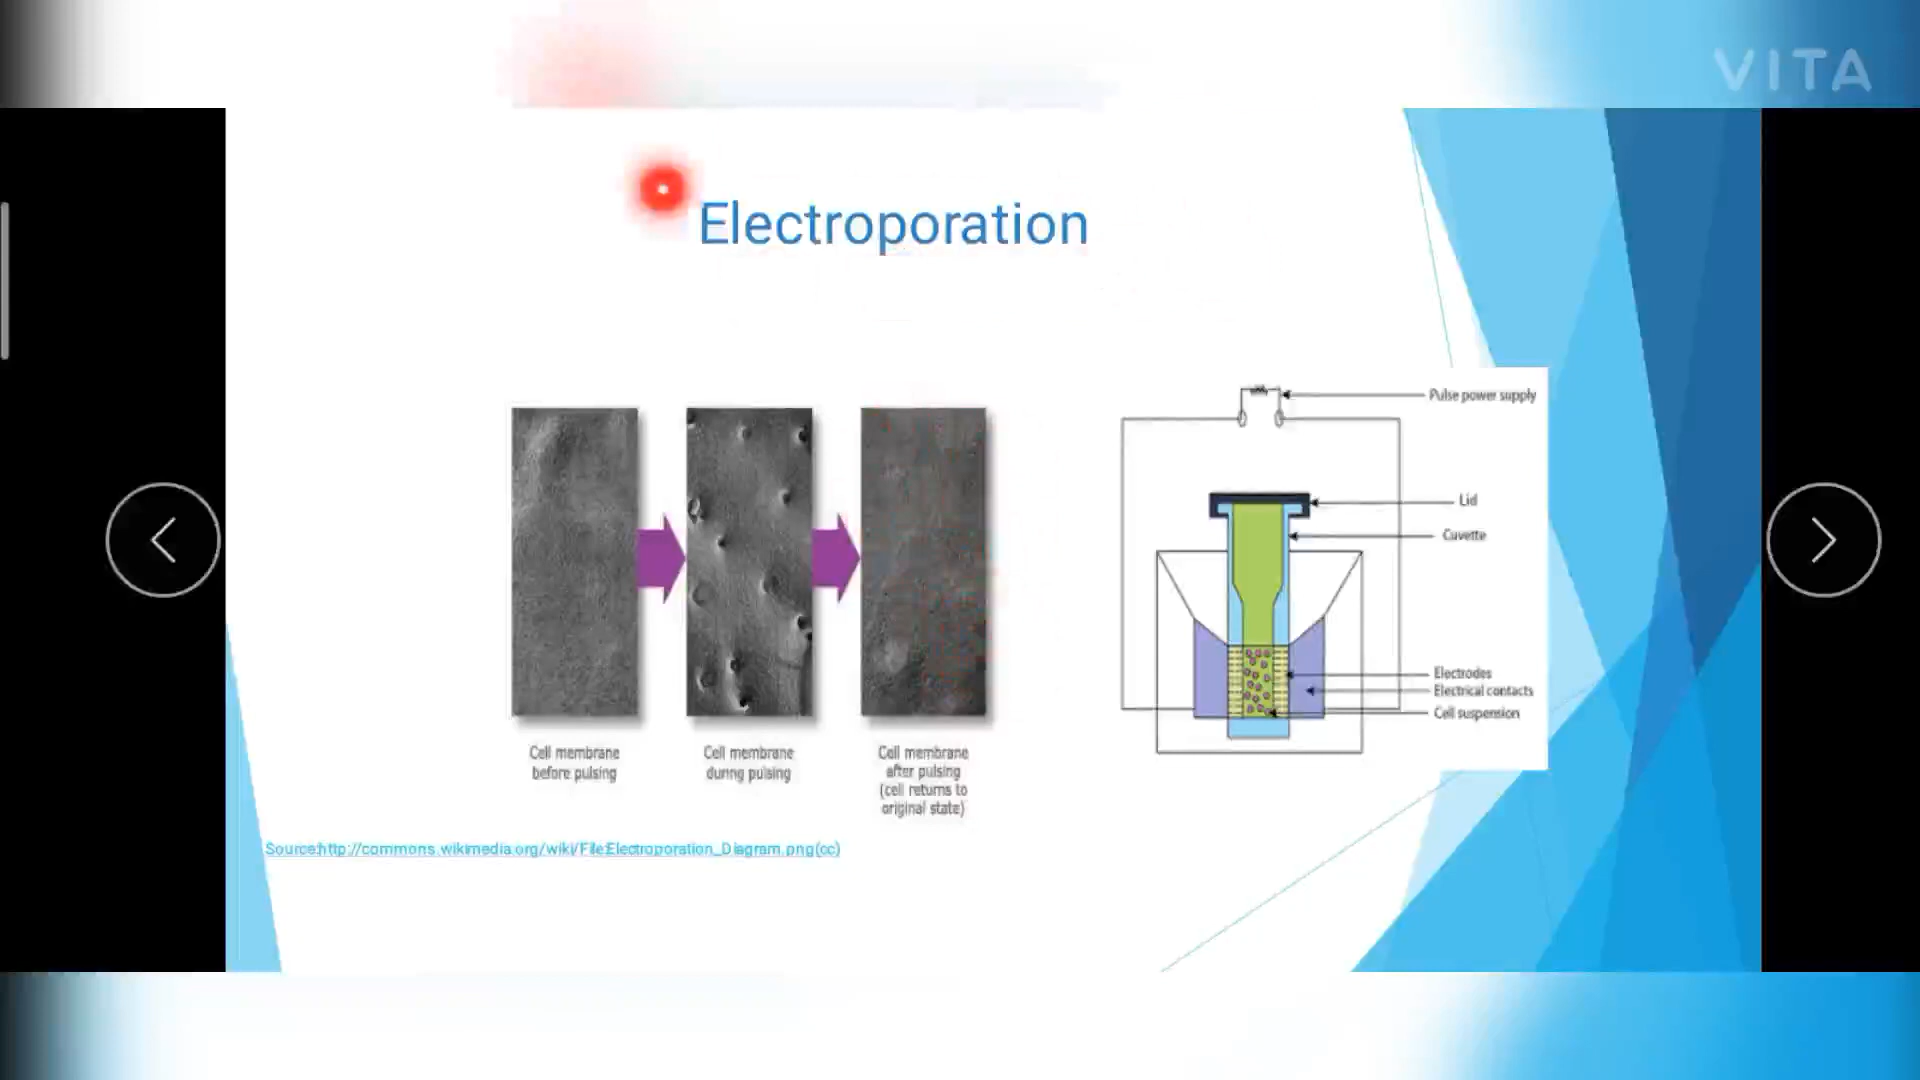 VITA
Electroporation
Pulse power supply
Lid
Cuvette
Electrodes
Electrical contacts
Cell suspension
Cell membrane
before pulsing
Cell membrane
during pulsing
Cell membrane
after pulsing
(cell returns to
original state)
Source:http://commons.wikimedia.org/wiki/File:Electroporation_Diagram.png(cc)